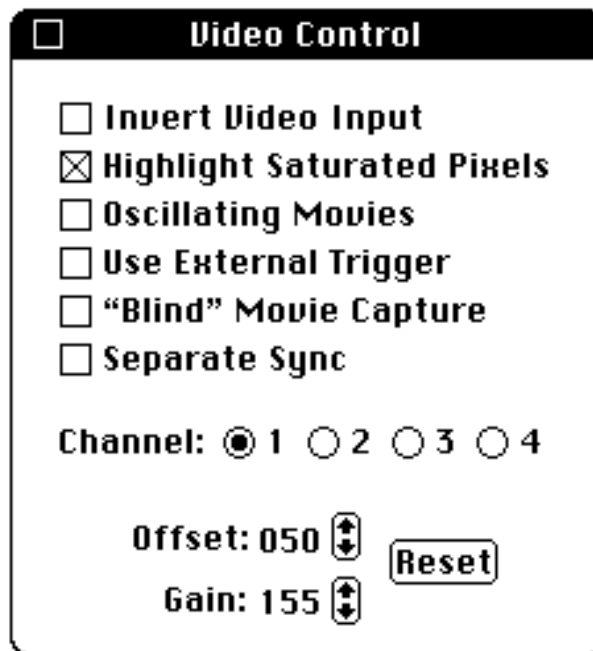 Video Control
Invert Video Input
Highlight Saturated Pixels
Oscillating Movies
Use External Trigger
“Blind” Movie Capture
Separate Sync
Channel: 1 2 3 4
Offset: 050
Reset
Gain: 155